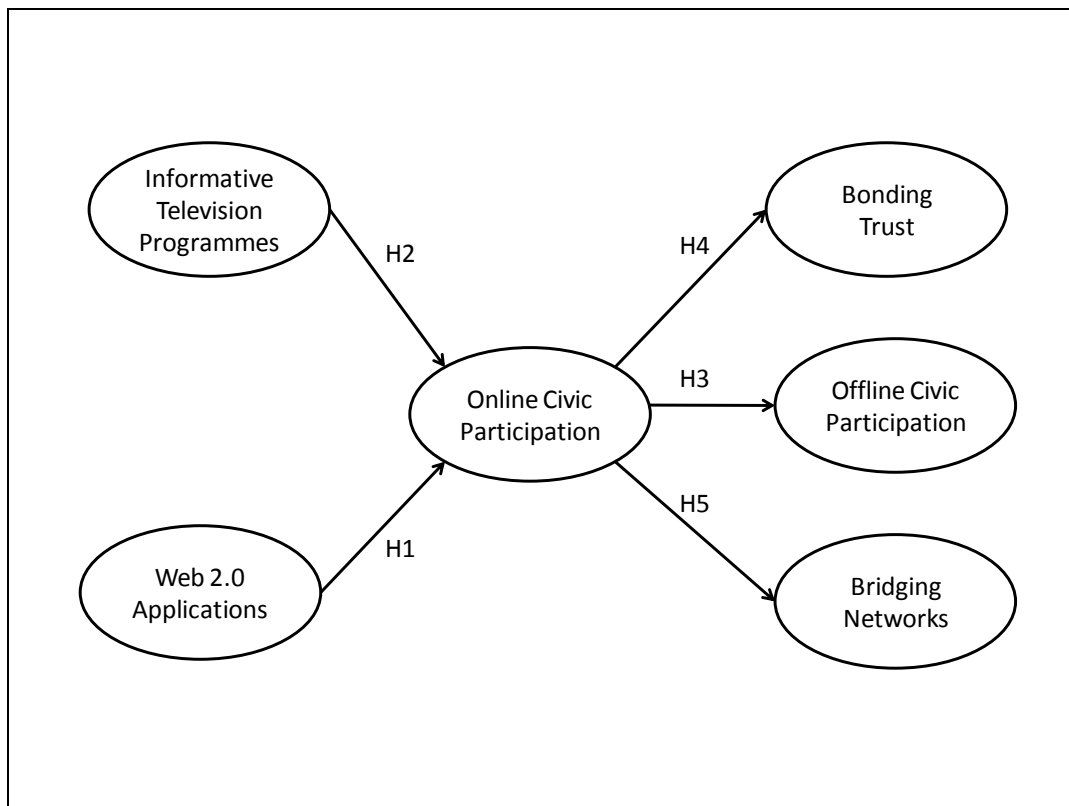 Informative
Television
Programmes
H2
Web 2.0
Applications
H1
Online Civic
Participation
H4
Bonding
Trust
H3
Offline Civic
Participation
H5
Bridging
Networks